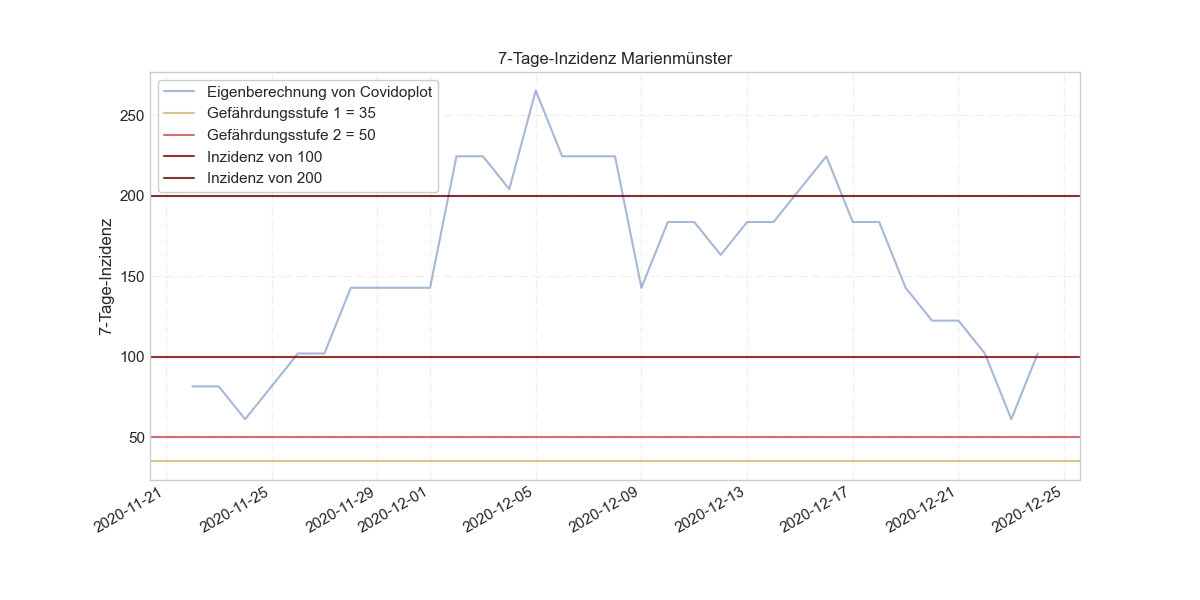 7-Tage-Inzidenz Marienmünster
Eigenberechnung von Covidoplot
Gefährdungsstufe 1 = 35
Gefährdungsstufe 2 = 50
Inzidenz von 100
Inzidenz von 200
7-Tage-Inzidenz
250
200
150
100
50
2020-11-21
2020-11-25
2020-11-29
2020-12-01
2020-12-05
2020-12-09
2020-12-13
2020-12-17
2020-12-21
2020-12-25